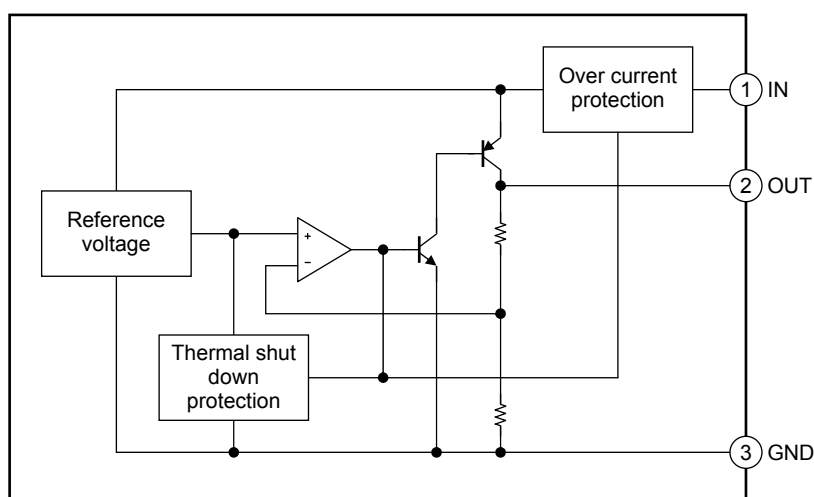 Over current
protection
1 IN
2 OUT
Reference
voltage
+
−
Thermal shut
down
protection
3 GND